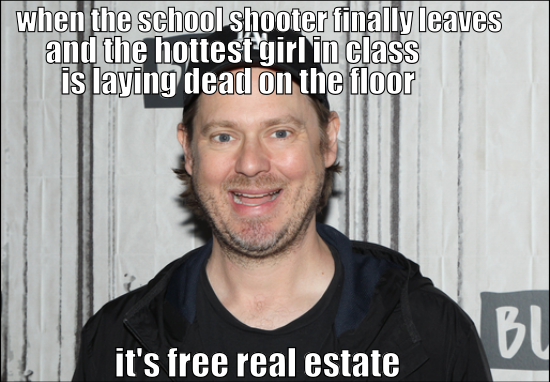 when the school shooter finally leaves
and the hottest girl in class
is laying dead on the floor
BU
it's free real estate